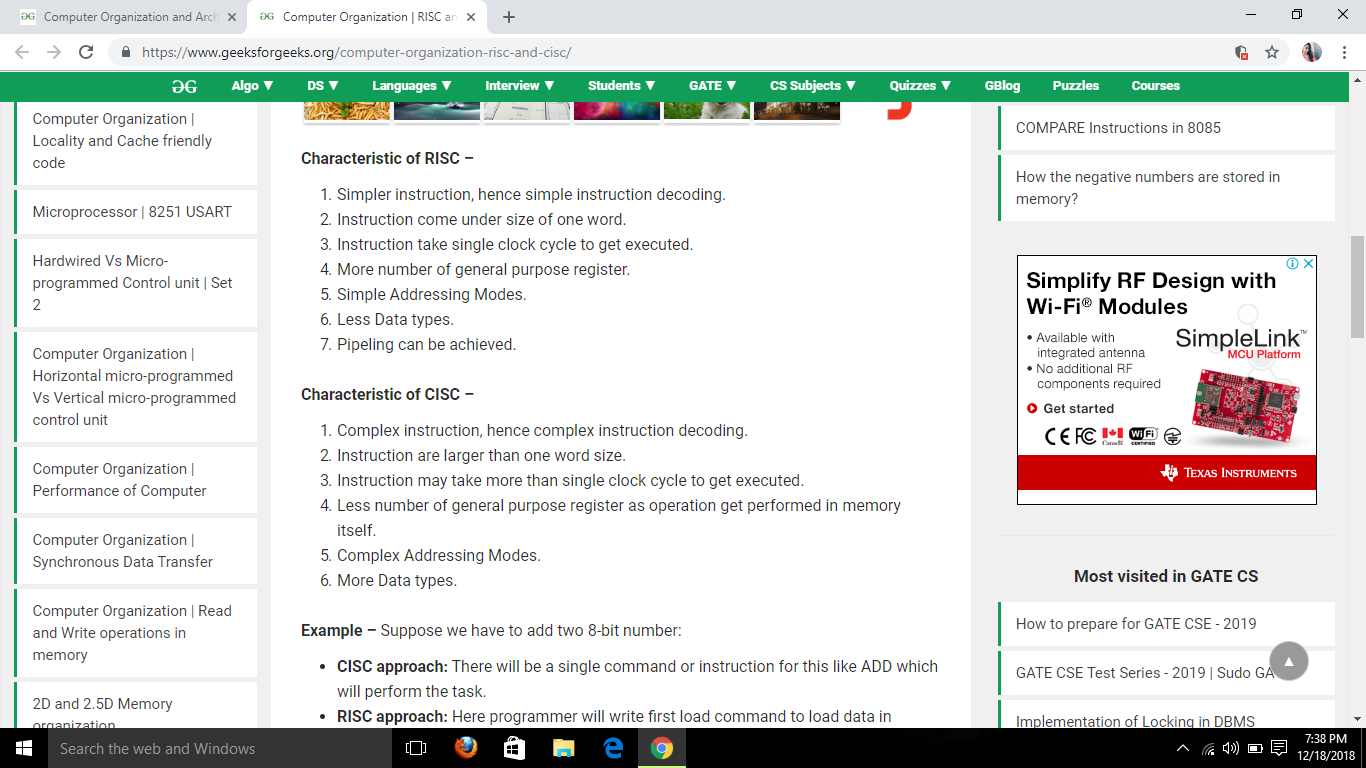 Computer Organization and Arch
Computer Organization | RISC an
https://www.geeksforgeeks.org/computer-organization-risc-and-cisc/
Algo ▼ DS ▼ Languages ▼ Interview ▼ Students ▼ GATE ▼ CS Subjects ▼ Quizzes ▼ GBlog Puzzles Courses
Computer Organization |
Locality and Cache friendly
code
Microprocessor | 8251 USART
Hardwired Vs Micro-
programmed Control unit | Set
2
Computer Organization |
Horizontal micro-programmed
Vs Vertical micro-programmed
control unit
Computer Organization |
Performance of Computer
Computer Organization |
Synchronous Data Transfer
Computer Organization | Read
and Write operations in
memory
2D and 2.5D Memory
organization
Characteristic of RISC –
1. Simpler instruction, hence simple instruction decoding.
2. Instruction come under size of one word.
3. Instruction take single clock cycle to get executed.
4. More number of general purpose register.
5. Simple Addressing Modes.
6. Less Data types.
7. Pipeling can be achieved.
Characteristic of CISC –
1. Complex instruction, hence complex instruction decoding.
2. Instruction are larger than one word size.
3. Instruction may take more than single clock cycle to get executed.
4. Less number of general purpose register as operation get performed in memory
itself.
5. Complex Addressing Modes.
6. More Data types.
Example – Suppose we have to add two 8-bit number:
• CISC approach: There will be a single command or instruction for this like ADD which
will perform the task.
• RISC approach: Here programmer will write first load command to load data in
COMPARE Instructions in 8085
How the negative numbers are stored in
memory?
Simplify RF Design with
Wi-Fi® Modules
• Available with
integrated antenna
• No additional RF
components required
Get started
SimpleLink™
MCU Platform
CE FC Canada Wi Fi CERTIFIED
TEXAS INSTRUMENTS
Most visited in GATE CS
How to prepare for GATE CSE - 2019
GATE CSE Test Series - 2019 | Sudo GA
Implementation of Locking in DBMS
Search the web and Windows
7:38 PM
12/18/2018